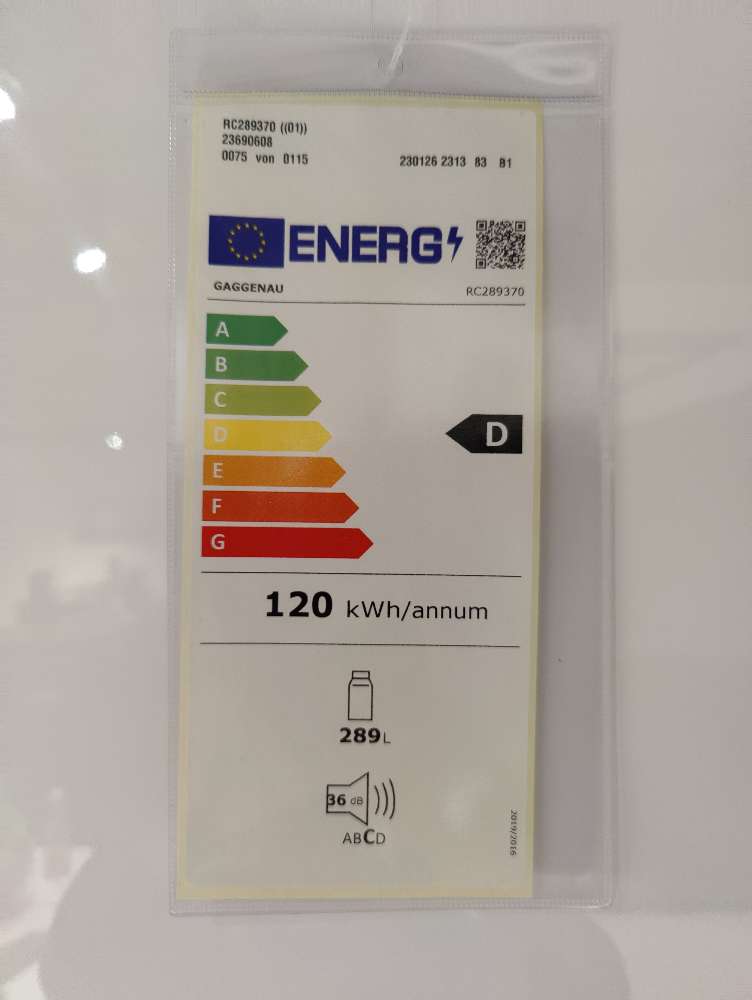 RC289370 ((01))
23690608
0075 von 0115 230126 2313 83 81
ENERG
GAGGENAU RC289370
A
B
C
D D
E
F
G
120 kWh/annum
289L
36 dB
ABCD
2019/2016